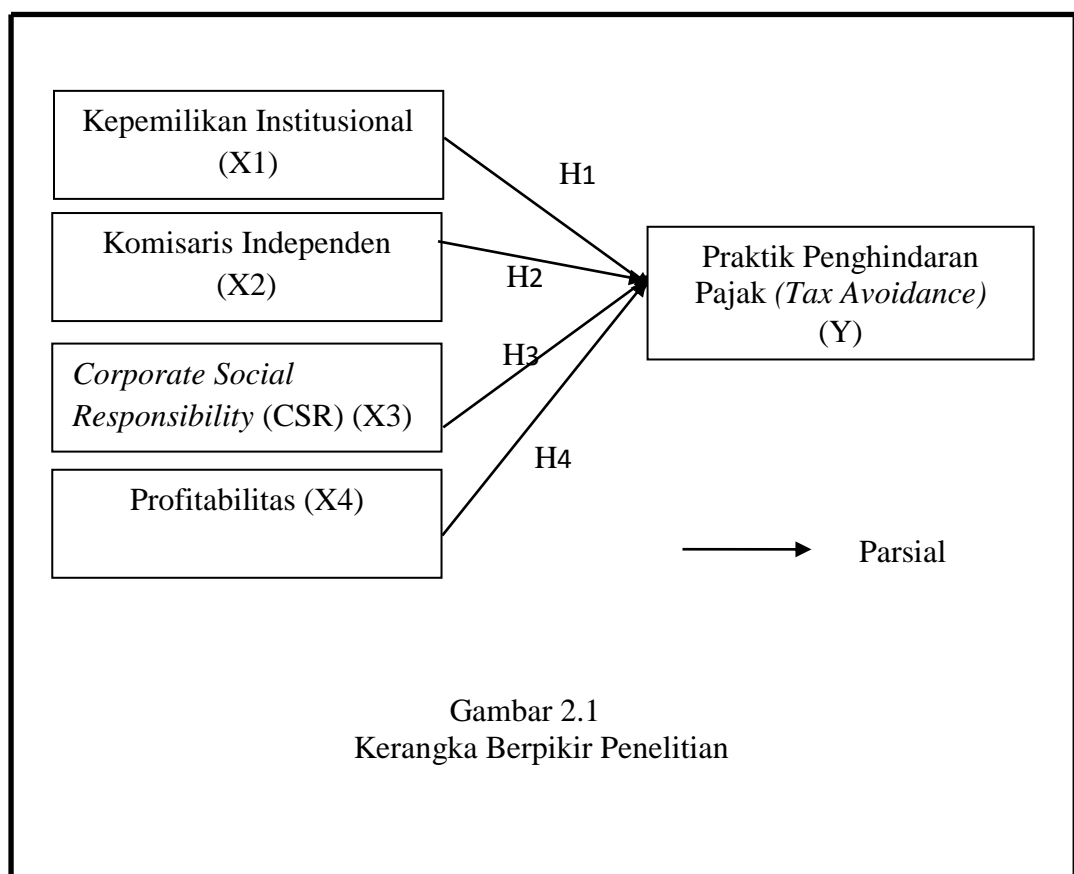 Kepemilikan Institusional
(X1)
H1
Komisaris Independen
(X2)
H2
Praktik Penghindaran
Pajak (Tax Avoidance)
(Y)
Corporate Social
Responsibility (CSR) (X3)
H3
H4
Profitabilitas (X4)
Parsial
Gambar 2.1
Kerangka Berpikir Penelitian